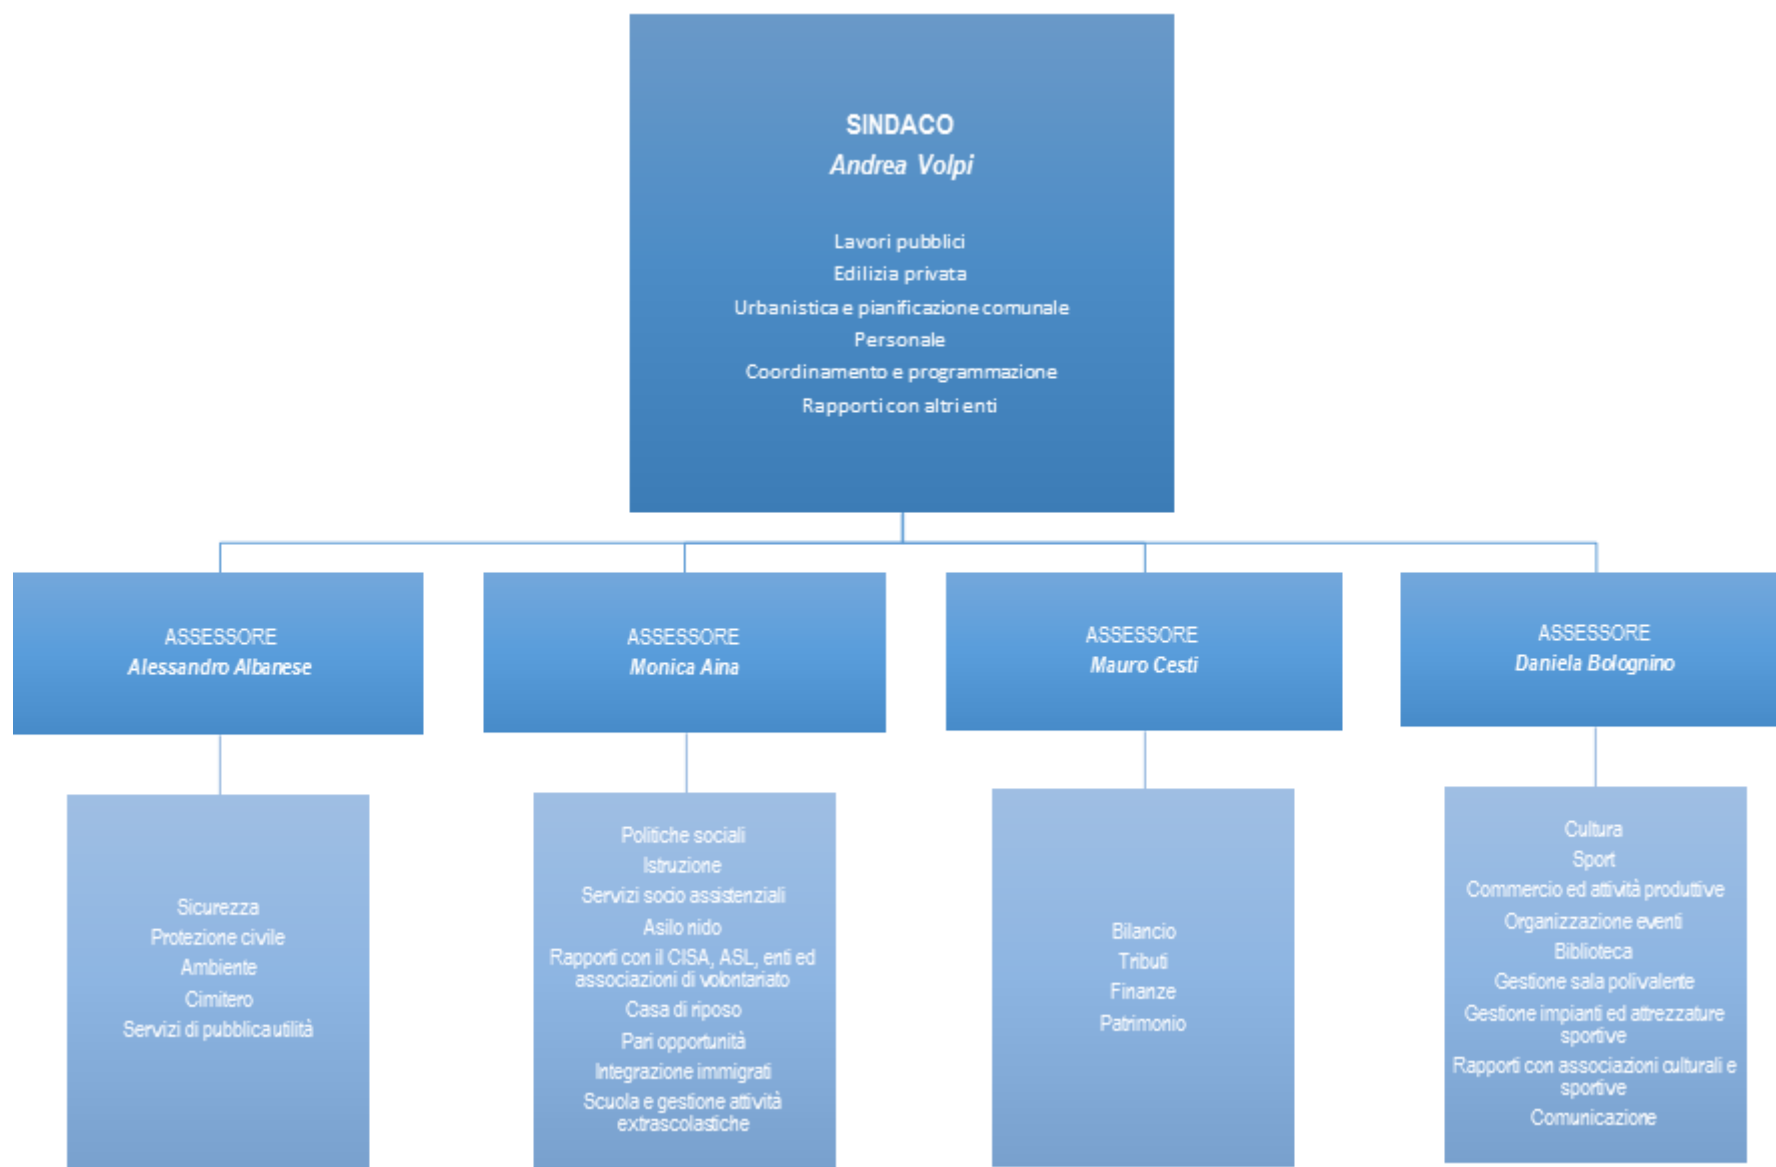 SINDACO
Andrea Volpi
Lavori pubblici
Edilizia privata
Urbanistica e pianificazione comunale
Personale
Coordinamento e programmazione
Rapporti con altri enti
ASSESSORE
Alessandro Albanese
ASSESSORE
Monica Aina
ASSESSORE
Mauro Cesti
ASSESSORE
Daniela Bolognino
Sicurezza
Protezione civile
Ambiente
Cimitero
Servizi di pubblica utilità
Politiche sociali
Istruzione
Servizi socio assistenziali
Asilo nido
Rapporti con il CISA, ASL, enti ed
associazioni di volontariato
Casa di riposo
Pari opportunità
Integrazione immigrati
Scuola e gestione attività
extrascolastiche
Bilancio
Tributi
Finanze
Patrimonio
Cultura
Sport
Commercio ed attività produttive
Organizzazione eventi
Biblioteca
Gestione sala polivalente
Gestione impianti ed attrezzature
sportive
Rapporti con associazioni culturali e
sportive
Comunicazione